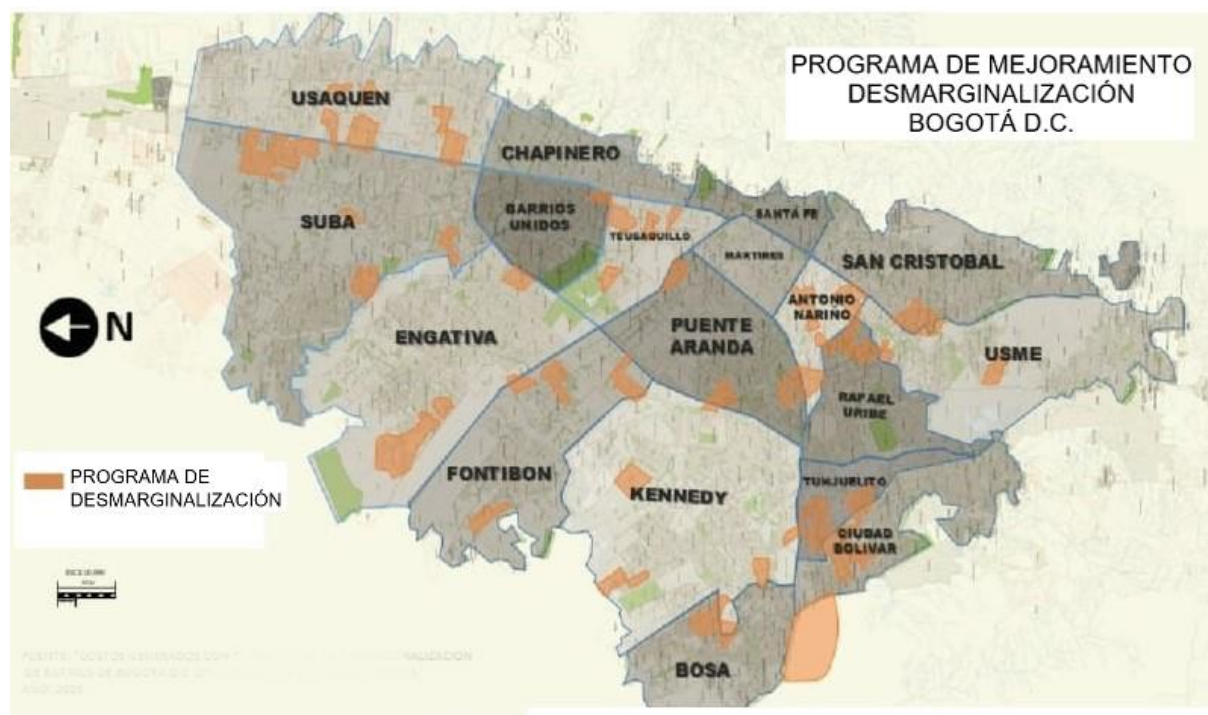 PROGRAMA DE MEJORAMIENTO
DESMARGINALIZACIÓN
BOGOTÁ D.C.
USAQUEN
CHAPINERO
SUBA
BARRIOS
UNIDOS
TEUSAQUILLO
SANTA FE
MARTIRES
SAN CRISTOBAL
ANTONIO
NARIÑO
N
ENGATIVA
PUENTE
ARANDA
USME
RAFAEL
URIBE
PROGRAMA DE
DESMARGINALIZACIÓN
FONTIBON
KENNEDY
TUNJUELITO
CIUDAD
BOLIVAR
BOSA